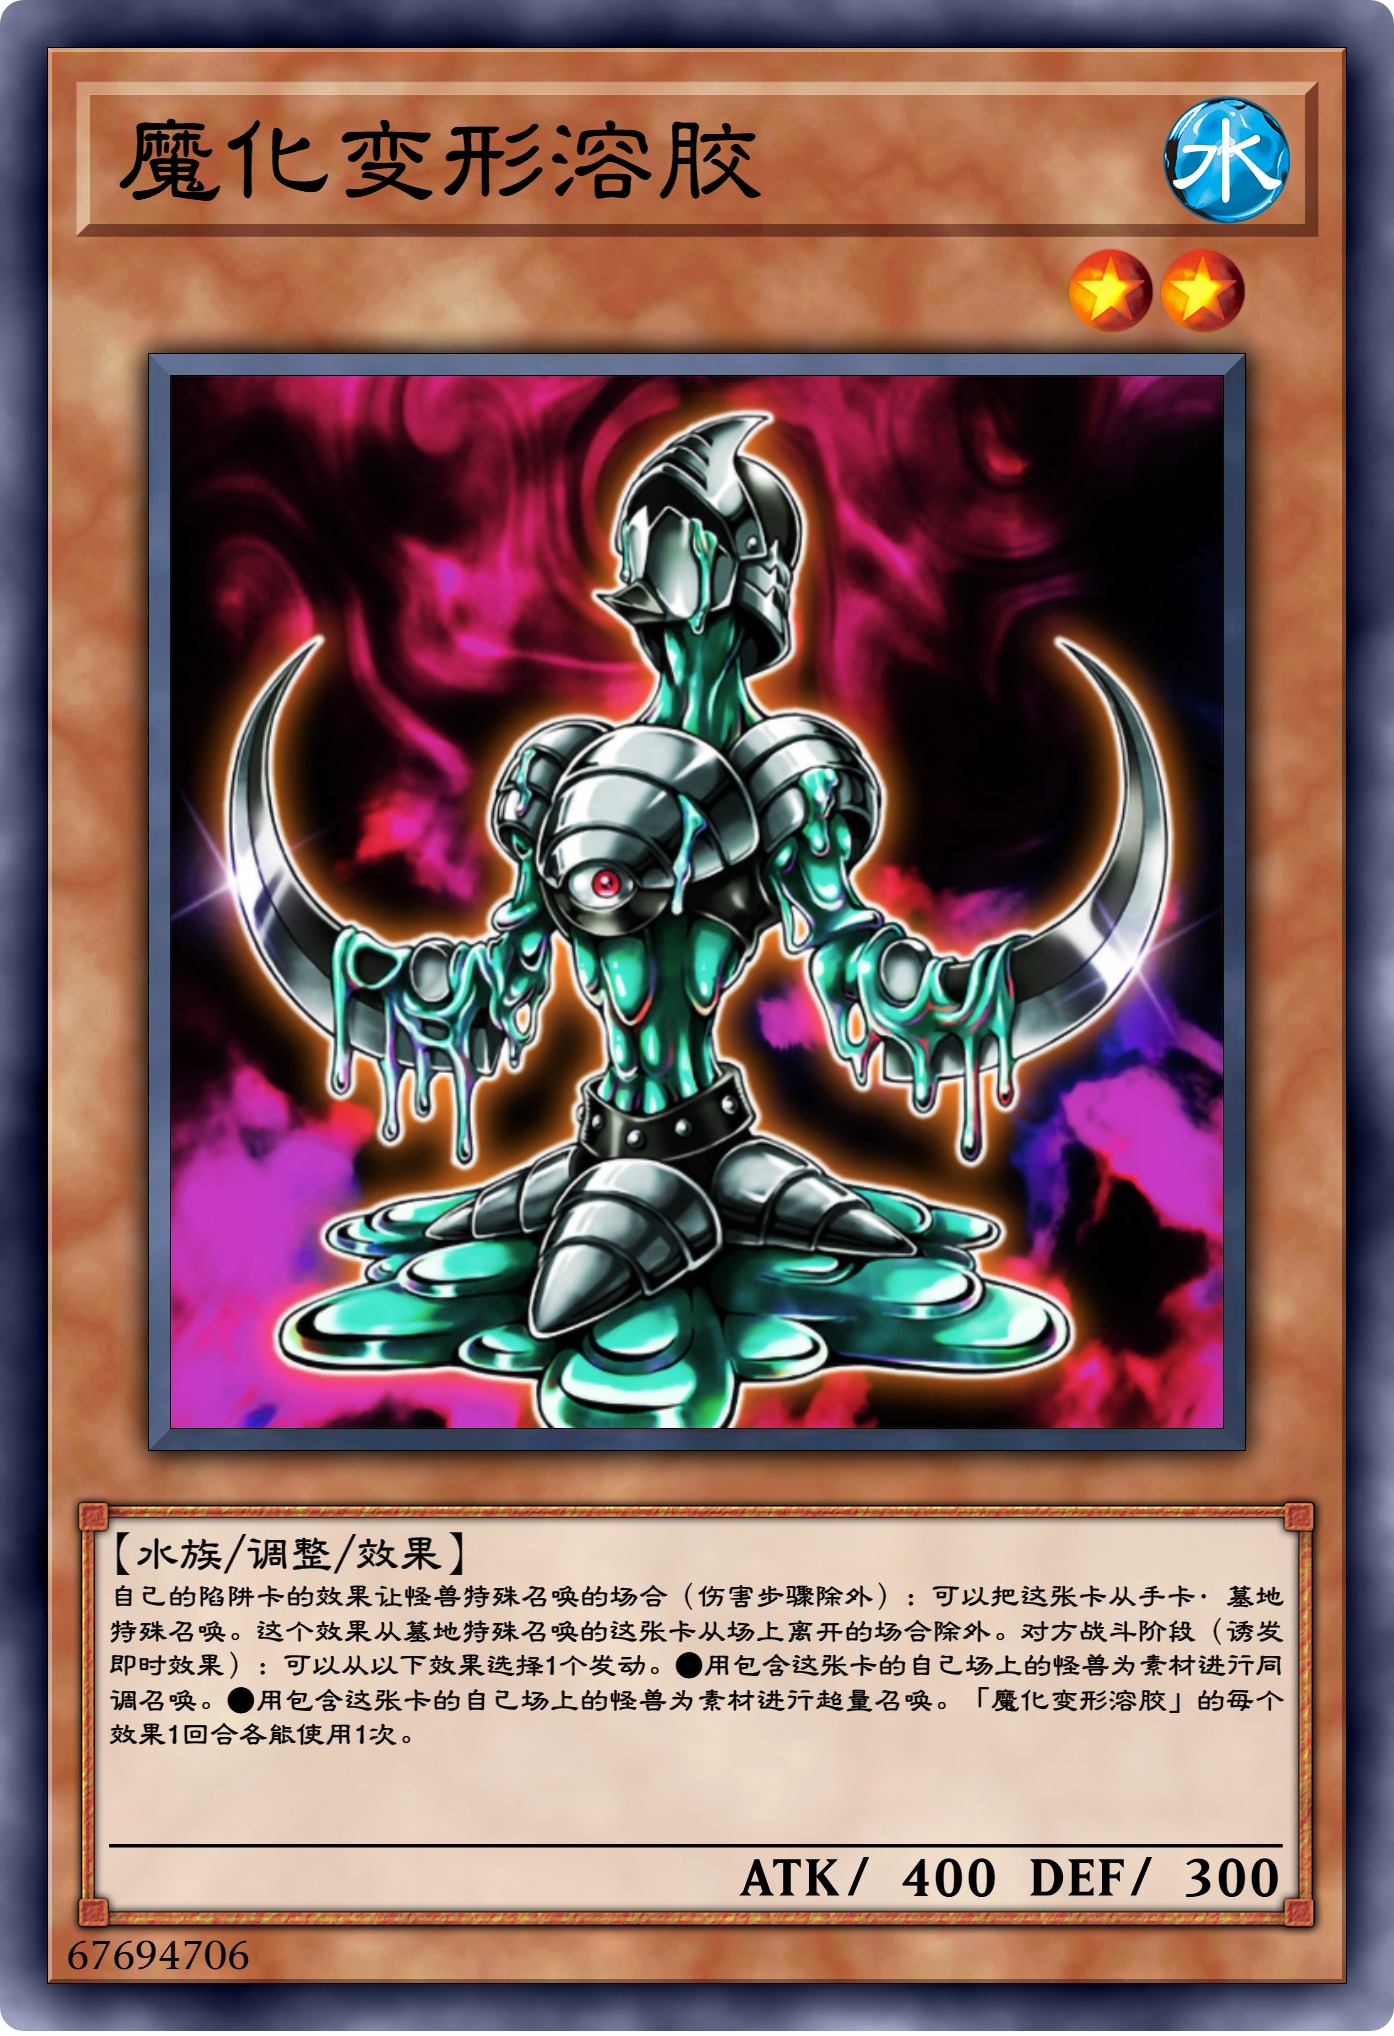 魔化变形溶胶
水
【水族/调整/效果】
自己的陷阱卡的效果让怪兽特殊召唤的场合（伤害步骤除外）：可以把这张卡从手卡·墓地
特殊召唤。这个效果从墓地特殊召唤的这张卡从场上离开的场合除外。对方战斗阶段（诱发
即时效果）：可以从以下效果选择1个发动。●用包含这张卡的自己场上的怪兽为素材进行同
调召唤。●用包含这张卡的自己场上的怪兽为素材进行超量召唤。「魔化变形溶胶」的每个
效果1回合各能使用1次。
ATK/ 400 DEF/ 300
67694706